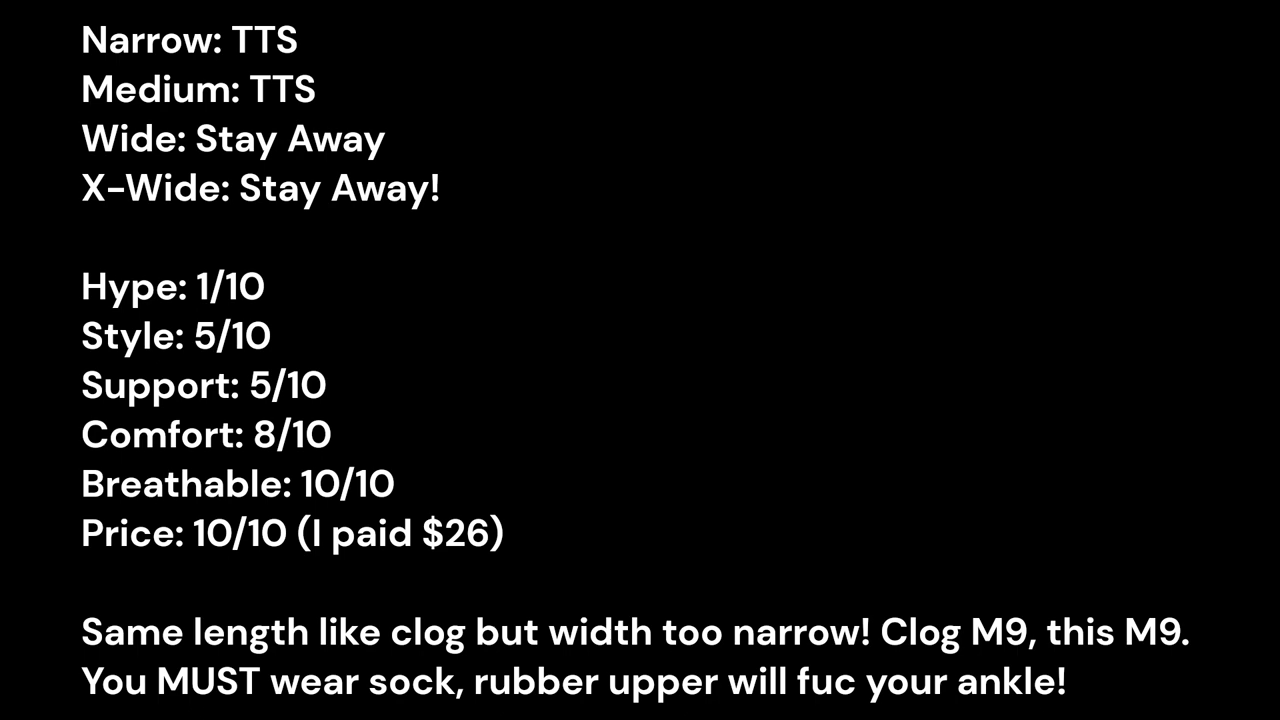 Narrow: TTS
Medium: TTS
Wide: Stay Away
X-Wide: Stay Away!
Hype: 1/10
Style: 5/10
Support: 5/10
Comfort: 8/10
Breathable: 10/10
Price: 10/10 (I paid $26)
Same length like clog but width too narrow! Clog M9, this M9.
You MUST wear sock, rubber upper will fuc your ankle!